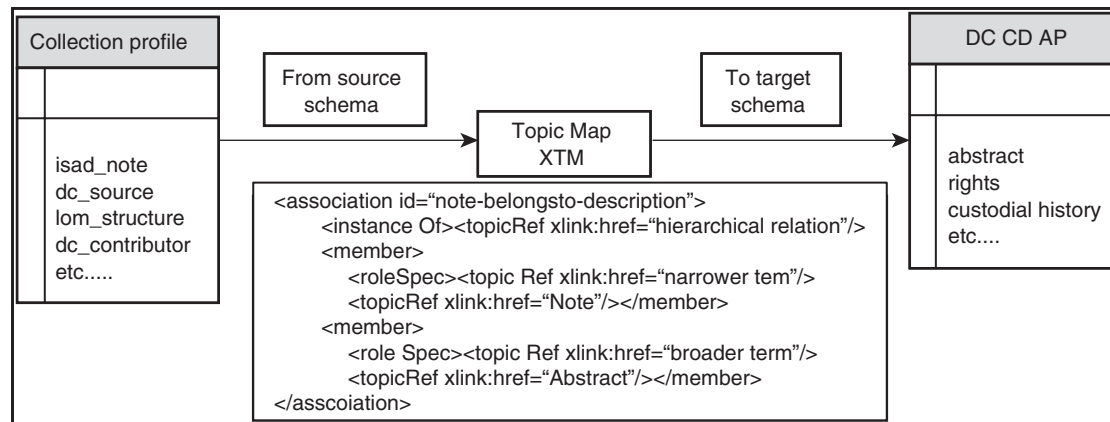 Collection profile
isad_note
dc_source
lom_structure
dc_contributor
etc.....
From source
schema
Topic Map
XTM
To target
schema
DC CD AP
abstract
rights
custodial history
etc....
<association id=“note-belongsto-description”>
<instance Of><topicRef xlink:href=“hierarchical relation”/>
<member>
<roleSpec><topic Ref xlink:href=“narrower tem”/>
<topicRef xlink:href=“Note”/></member>
<member>
<role Spec><topic Ref xlink:href=“broader term”/>
<topicRef xlink:href=“Abstract”/></member>
</asscoiation>